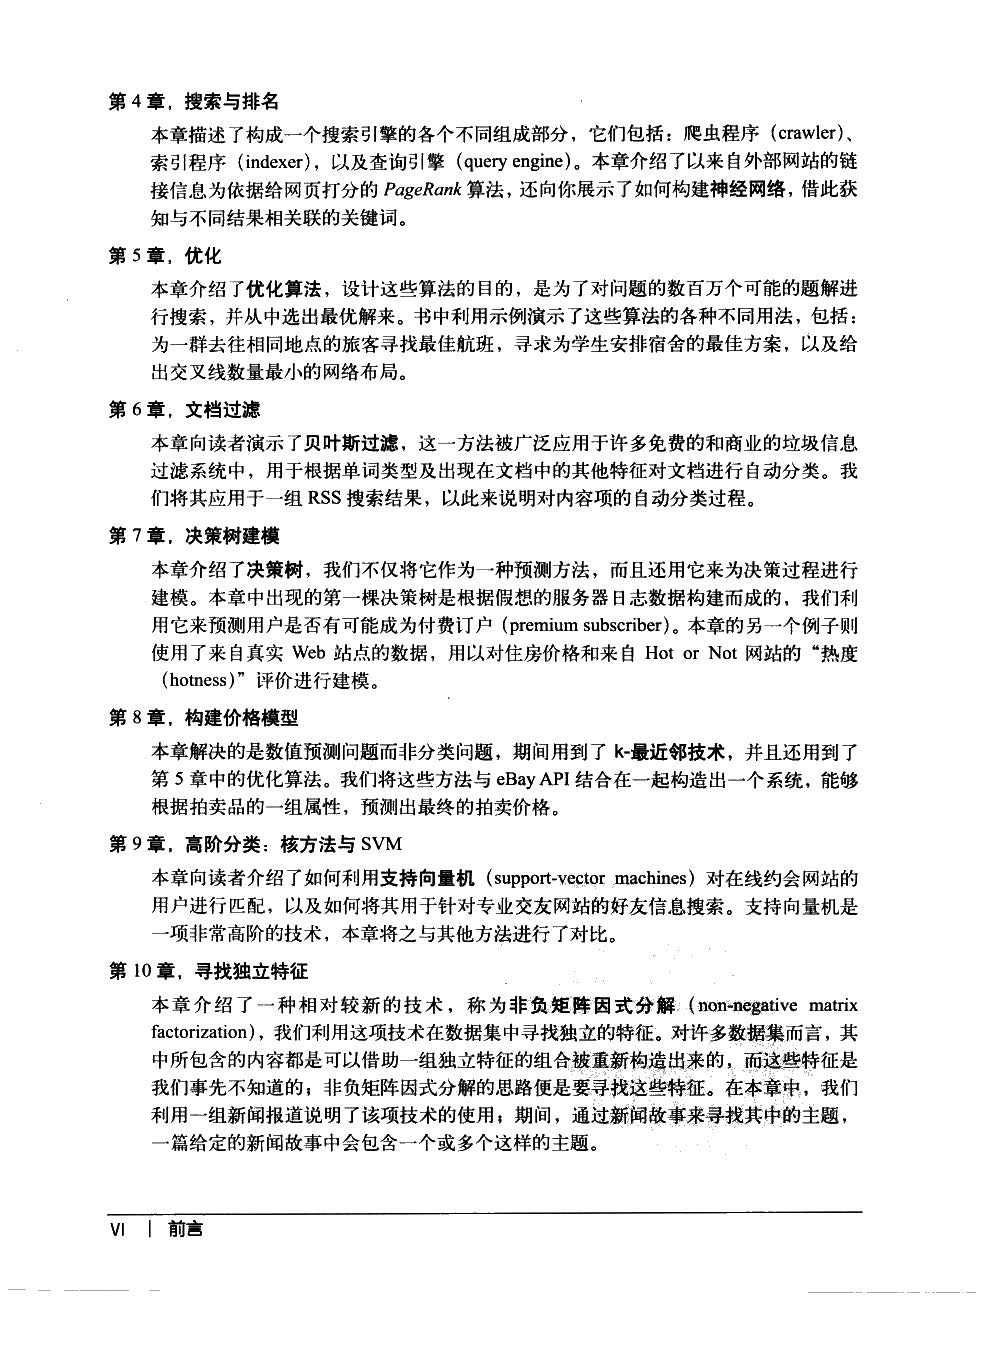 第 4 章，搜索与排名
本章描述了构成一个搜索引擎的各个不同组成部分，它们包括：爬虫程序（crawler）、
索引程序（indexer），以及查询引擎（query engine）。本章介绍了以来自外部网站的链
接信息为依据给网页打分的 PageRank 算法，还向你展示了如何构建神经网络，借此获
知与不同结果相关联的关键词。
第 5 章，优化
本章介绍了优化算法，设计这些算法的目的，是为了对问题的数百万个可能的题解进
行搜索，并从中选出最优解来。书中利用示例演示了这些算法的各种不同用法，包括：
为一群去往相同地点的旅客寻找最佳航班，寻求为学生安排宿舍的最佳方案，以及给
出交叉线数量最小的网络布局。
第 6 章，文档过滤
本章向读者演示了贝叶斯过滤，这一方法被广泛应用于许多免费的和商业的垃圾信息
过滤系统中，用于根据单词类型及出现在文档中的其他特征对文档进行自动分类。我
们将其应用于一组 RSS 搜索结果，以此来说明对内容项的自动分类过程。
第 7 章，决策树建模
本章介绍了决策树，我们不仅将它作为一种预测方法，而且还用它来为决策过程进行
建模。本章中出现的第一棵决策树是根据假想的服务器日志数据构建而成的，我们利
用它来预测用户是否有可能成为付费订户（premium subscriber）。本章的另一个例子则
使用了来自真实 Web 站点的数据，用以对住房价格和来自 Hot or Not 网站的“热度
（hotness）”评价进行建模。
第 8 章，构建价格模型
本章解决的是数值预测问题而非分类问题，期间用到了 k-最近邻技术，并且还用到了
第 5 章中的优化算法。我们将这些方法与 eBay API 结合在一起构造出一个系统，能够
根据拍卖品的一组属性，预测出最终的拍卖价格。
第 9 章，高阶分类：核方法与 SVM
本章向读者介绍了如何利用支持向量机（support-vector machines）对在线约会网站的
用户进行匹配，以及如何将其用于针对专业交友网站的好友信息搜索。支持向量机是
一项非常高阶的技术，本章将之与其他方法进行了对比。
第 10 章，寻找独立特征
本章介绍了一种相对较新的技术，称为非负矩阵因式分解（non-negative matrix
factorization），我们利用这项技术在数据集中寻找独立的特征。对许多数据集而言，其
中所包含的内容都是可以借助一组独立特征的组合被重新构造出来的，而这些特征是
我们事先不知道的；非负矩阵因式分解的思路便是要寻找这些特征。在本章中，我们
利用一组新闻报道说明了该项技术的使用；期间，通过新闻故事来寻找其中的主题，
一篇给定的新闻故事中会包含一个或多个这样的主题。
VI | 前言